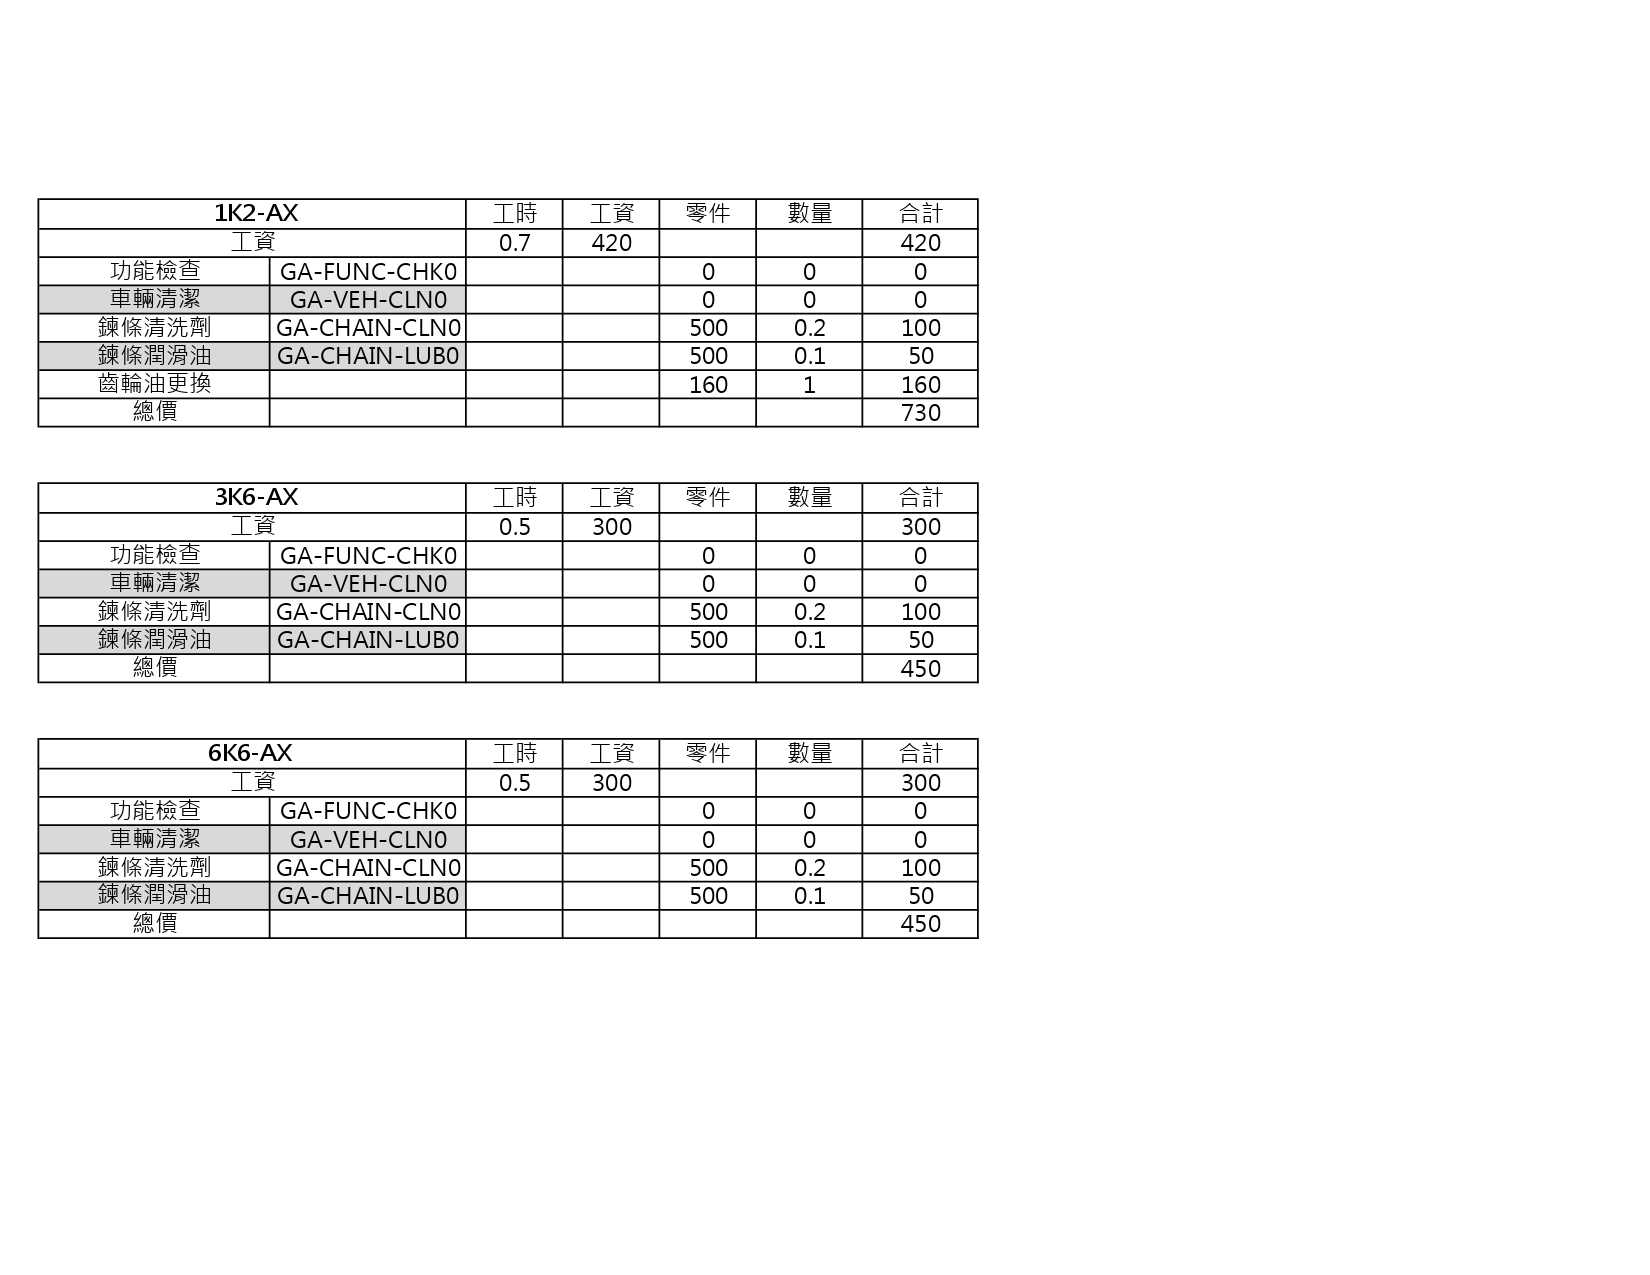 1K2-AX 工時 工資 零件 數量 合計
工資 0.7 420 420
功能檢查 GA-FUNC-CHK0 0 0 0
車輛清潔 GA-VEH-CLN0 0 0 0
鍊條清洗劑 GA-CHAIN-CLN0 500 0.2 100
鍊條潤滑油 GA-CHAIN-LUB0 500 0.1 50
齒輪油更換 160 1 160
總價 730
3K6-AX 工時 工資 零件 數量 合計
工資 0.5 300 300
功能檢查 GA-FUNC-CHK0 0 0 0
車輛清潔 GA-VEH-CLN0 0 0 0
鍊條清洗劑 GA-CHAIN-CLN0 500 0.2 100
鍊條潤滑油 GA-CHAIN-LUB0 500 0.1 50
總價 450
6K6-AX 工時 工資 零件 數量 合計
工資 0.5 300 300
功能檢查 GA-FUNC-CHK0 0 0 0
車輛清潔 GA-VEH-CLN0 0 0 0
鍊條清洗劑 GA-CHAIN-CLN0 500 0.2 100
鍊條潤滑油 GA-CHAIN-LUB0 500 0.1 50
總價 450